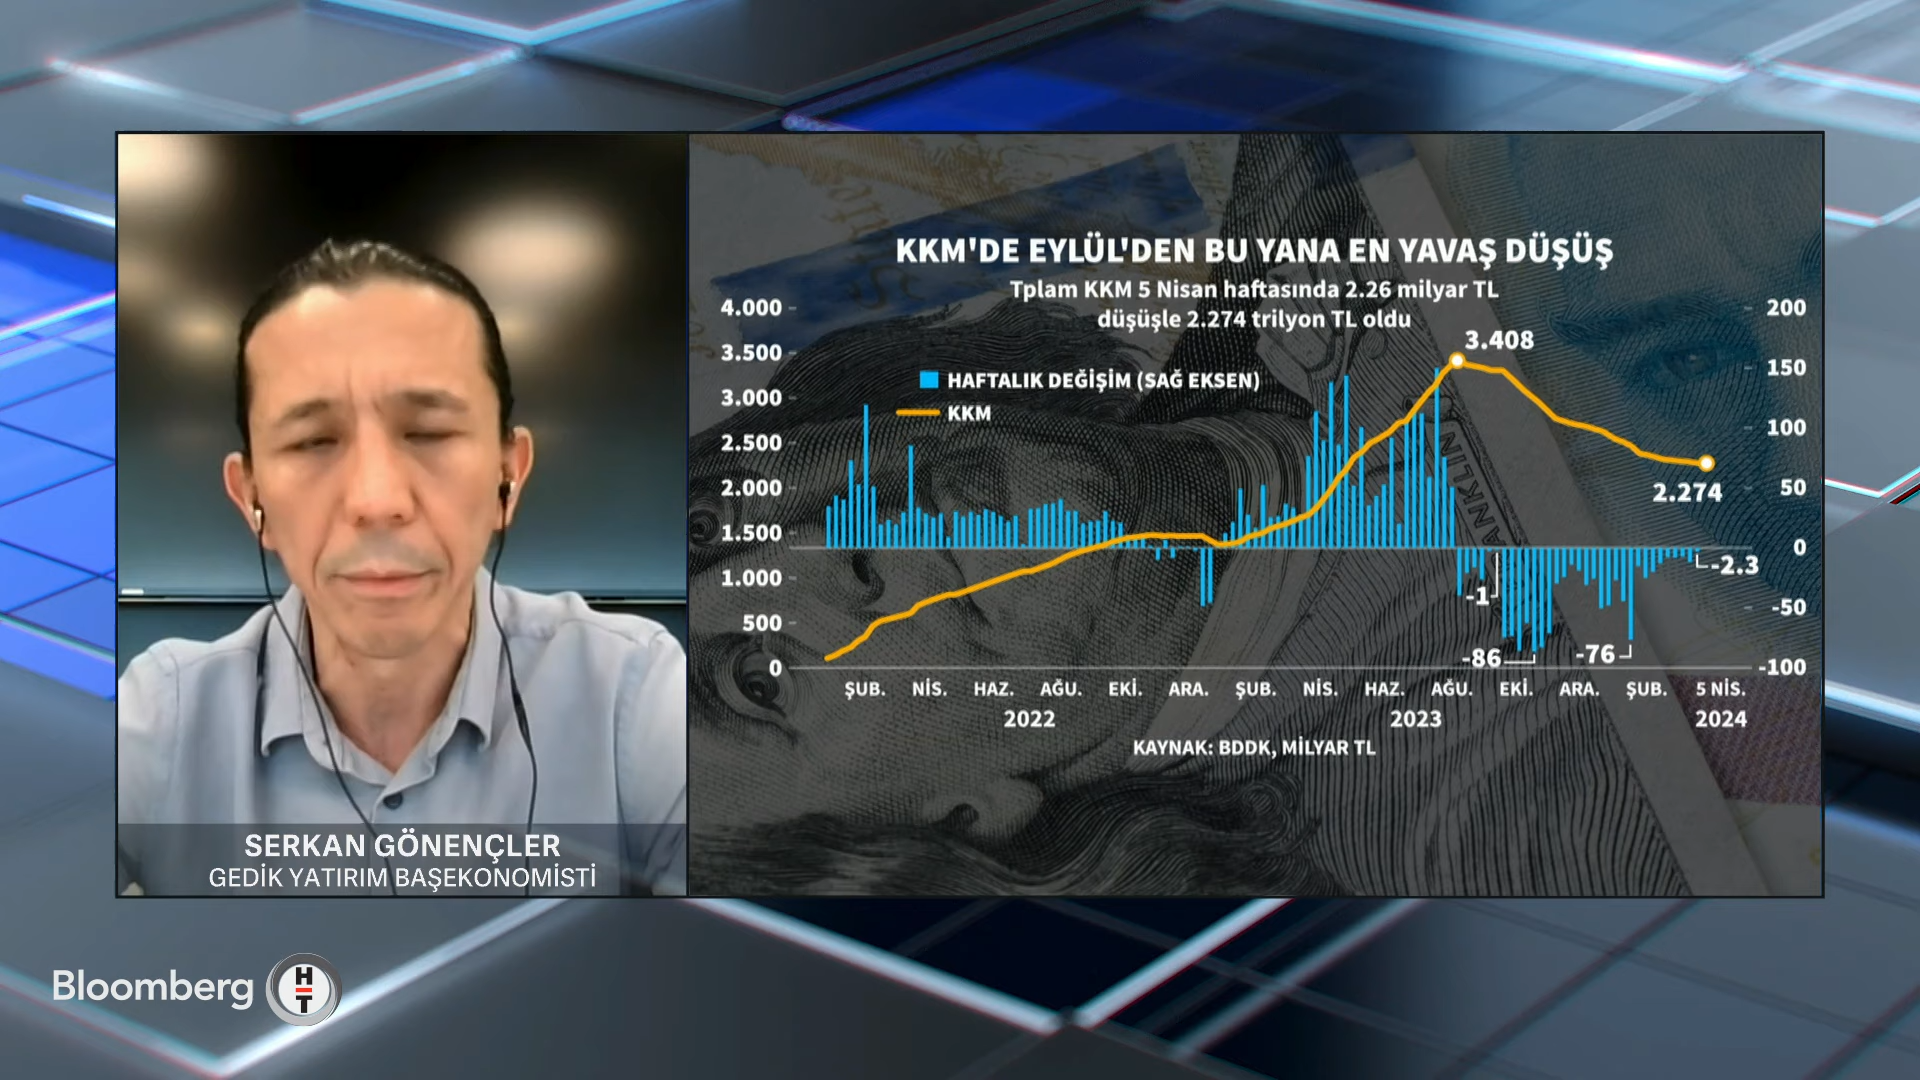 KKM'DE EYLÜL'DEN BU YANA EN YAVAŞ DÜŞÜŞ
Tplam KKM 5 Nisan haftasında 2.26 milyar TL
düşüşle 2.274 trilyon TL oldu
HAFTALIK DEĞİŞİM (SAĞ EKSEN)
KKM
4.000
3.500
3.000
2.500
2.000
1.500
1.000
500
0
200
150
100
50
0
-50
-100
3.408
2.274
-2.3
-1
-86
-76
ŞUB. NİS. HAZ. AĞU. EKİ. ARA. ŞUB. NİS. HAZ. AĞU. EKİ. ARA. ŞUB. 5 NİS.
2022 2023 2024
KAYNAK: BDDK, MİLYAR TL
ANKLIN
SERKAN GÖNENÇLER
GEDİK YATIRIM BAŞEKONOMİSTİ
Bloomberg HT